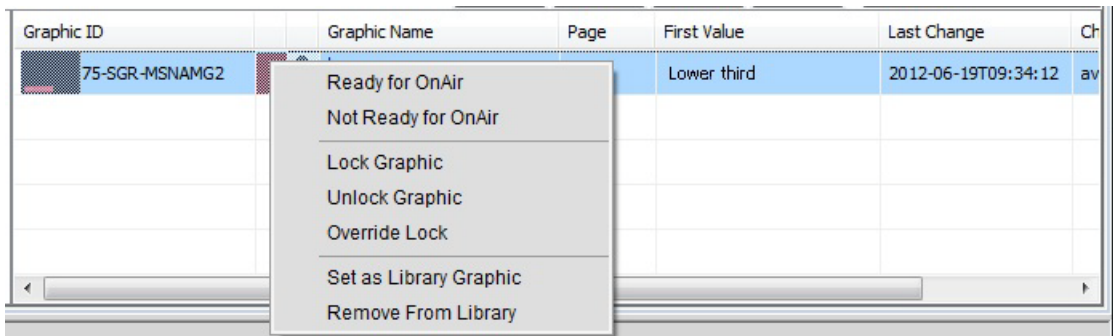 Graphic ID Graphic Name Page First Value Last Change
75-SGR-MSNAMG2 Lower third 2012-06-19T09:34:12 av
Ready for OnAir
Not Ready for OnAir
Lock Graphic
Unlock Graphic
Override Lock
Set as Library Graphic
Remove From Library